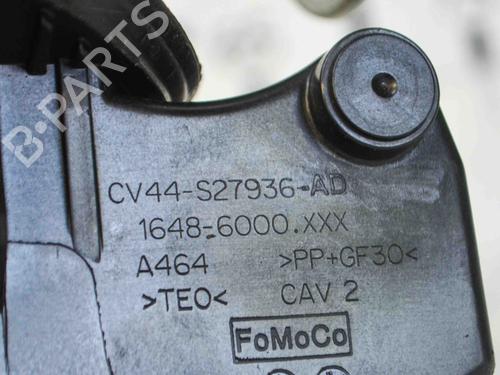 B-PARTS
CV44-S27936-AD
1648-6000.XXX
A464 >PP+GF30<
>TEO< CAV 2
FoMoCo